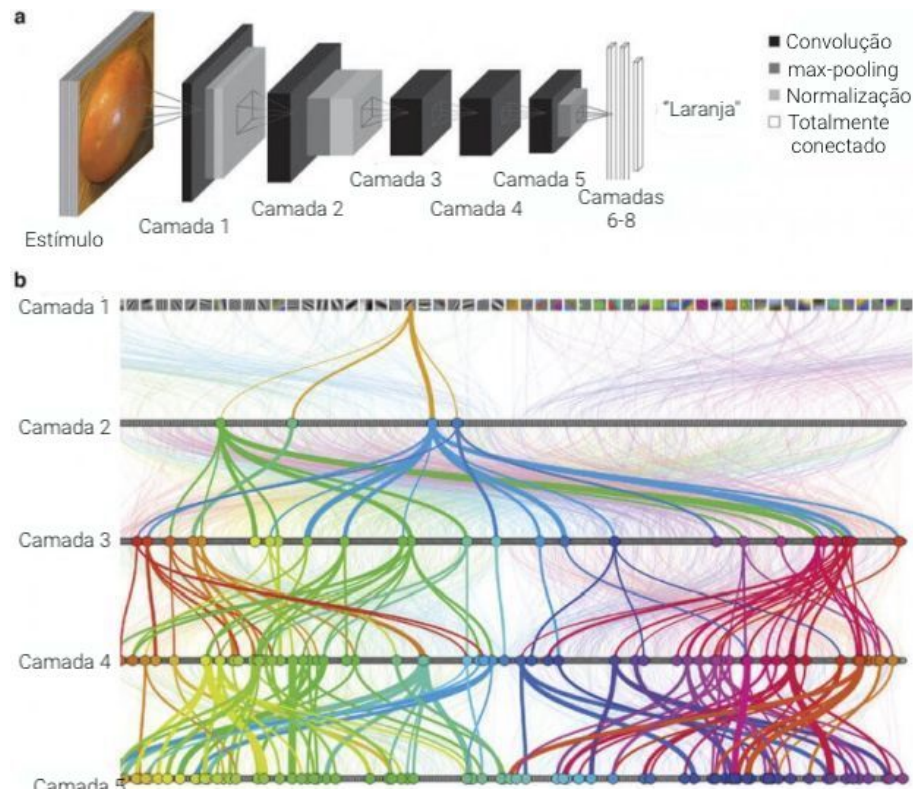 a
Convolução
max-pooling
Normalização
Totalmente
conectado
"Laranja"
Camada 3
Camada 5
Camada 2
Camada 4
Camadas
6-8
Camada 1
Estímulo
b
Camada 1
Camada 2
Camada 3
Camada 4
Camada 5